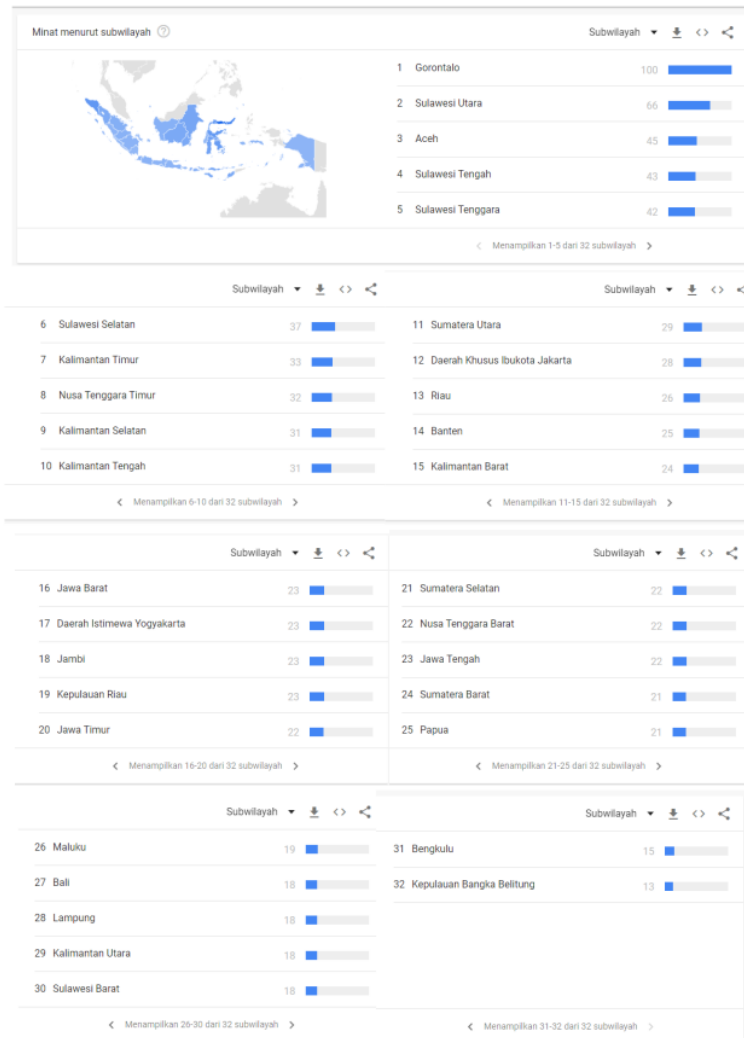 Minat menurut subwilayah
Subwilayah
1 Gorontalo 100
2 Sulawesi Utara 66
3 Aceh 45
4 Sulawesi Tengah 43
5 Sulawesi Tenggara 42
Menampilkan 1-5 dari 32 subwilayah
Subwilayah
6 Sulawesi Selatan 37
7 Kalimantan Timur 33
8 Nusa Tenggara Timur 32
9 Kalimantan Selatan 31
10 Kalimantan Tengah 31
Menampilkan 6-10 dari 32 subwilayah
Subwilayah
11 Sumatera Utara 29
12 Daerah Khusus Ibukota Jakarta 28
13 Riau 26
14 Banten 25
15 Kalimantan Barat 24
Menampilkan 11-15 dari 32 subwilayah
Subwilayah
16 Jawa Barat 23
17 Daerah Istimewa Yogyakarta 23
18 Jambi 23
19 Kepulauan Riau 23
20 Jawa Timur 22
Menampilkan 16-20 dari 32 subwilayah
Subwilayah
21 Sumatera Selatan 22
22 Nusa Tenggara Barat 22
23 Jawa Tengah 22
24 Sumatera Barat 21
25 Papua 21
Menampilkan 21-25 dari 32 subwilayah
Subwilayah
26 Maluku 19
27 Bali 18
28 Lampung 18
29 Kalimantan Utara 18
30 Sulawesi Barat 18
Menampilkan 26-30 dari 32 subwilayah
Subwilayah
31 Bengkulu 15
32 Kepulauan Bangka Belitung 13
Menampilkan 31-32 dari 32 subwilayah